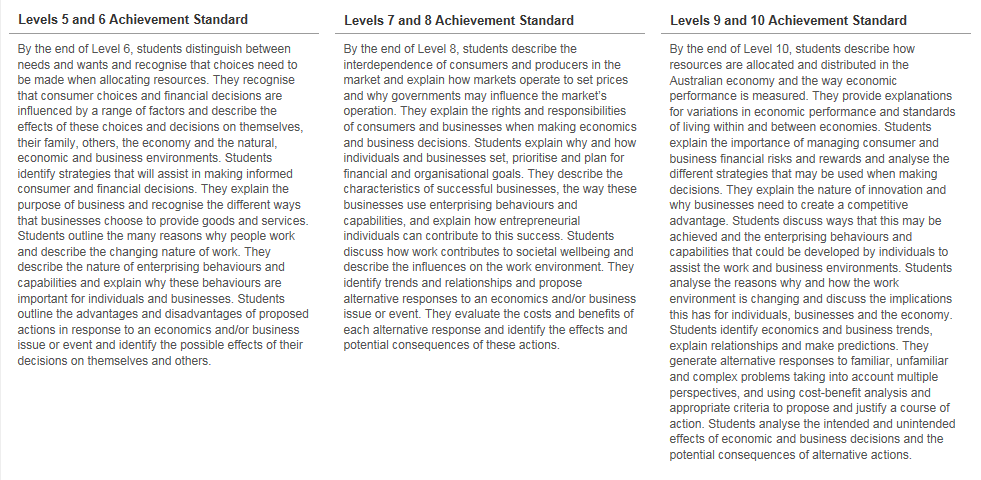 Levels 5 and 6 Achievement Standard
By the end of Level 6, students distinguish between
needs and wants and recognise that choices need to
be made when allocating resources. They recognise
that consumer choices and financial decisions are
influenced by a range of factors and describe the
effects of these choices and decisions on themselves,
their family, others, the economy and the natural,
economic and business environments. Students
identify strategies that will assist in making informed
consumer and financial decisions. They explain the
purpose of business and recognise the different ways
that businesses choose to provide goods and services.
Students outline the many reasons why people work
and describe the changing nature of work. They
describe the nature of enterprising behaviours and
capabilities and explain why these behaviours are
important for individuals and businesses. Students
outline the advantages and disadvantages of proposed
actions in response to an economics and/or business
issue or event and identify the possible effects of their
decisions on themselves and others.
Levels 7 and 8 Achievement Standard
By the end of Level 8, students describe the
interdependence of consumers and producers in the
market and explain how markets operate to set prices
and why governments may influence the market's
operation. They explain the rights and responsibilities
of consumers and businesses when making economics
and business decisions. Students explain why and how
individuals and businesses set, prioritise and plan for
financial and organisational goals. They describe the
characteristics of successful businesses, the way these
businesses use enterprising behaviours and
capabilities, and explain how entrepreneurial
individuals can contribute to this success. Students
discuss how work contributes to societal wellbeing and
describe the influences on the work environment. They
identify trends and relationships and propose
alternative responses to an economics and/or business
issue or event. They evaluate the costs and benefits of
each alternative response and identify the effects and
potential consequences of these actions.
Levels 9 and 10 Achievement Standard
By the end of Level 10, students describe how
resources are allocated and distributed in the
Australian economy and the way economic
performance is measured. They provide explanations
for variations in economic performance and standards
of living within and between economies. Students
explain the importance of managing consumer and
business financial risks and rewards and analyse the
different strategies that may be used when making
decisions. They explain the nature of innovation and
why businesses need to create a competitive
advantage. Students discuss ways that this may be
achieved and the enterprising behaviours and
capabilities that could be developed by individuals to
assist the work and business environments. Students
analyse the reasons why and how the work
environment is changing and discuss the implications
this has for individuals, businesses and the economy.
Students identify economics and business trends,
explain relationships and make predictions. They
generate alternative responses to familiar, unfamiliar
and complex problems taking into account multiple
perspectives, and using cost-benefit analysis and
appropriate criteria to propose and justify a course of
action. Students analyse the intended and unintended
effects of economic and business decisions and the
potential consequences of alternative actions.